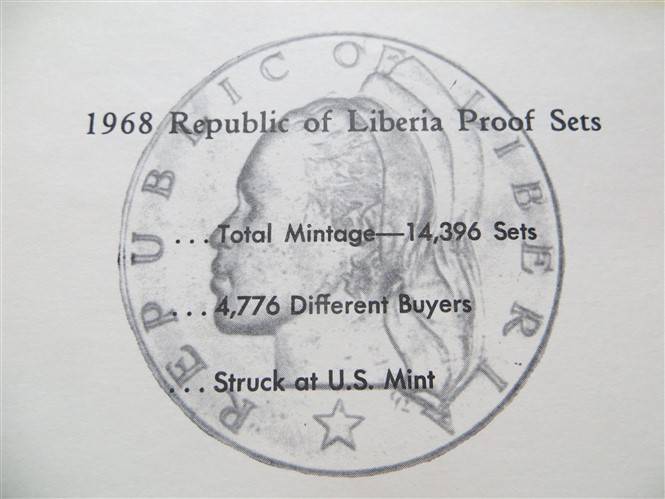 REPUBLIC OF LIBERIA
1968 Republic of Liberia Proof Sets
...Total Mintage—14,396 Sets
...4,776 Different Buyers
...Struck at U.S. Mint